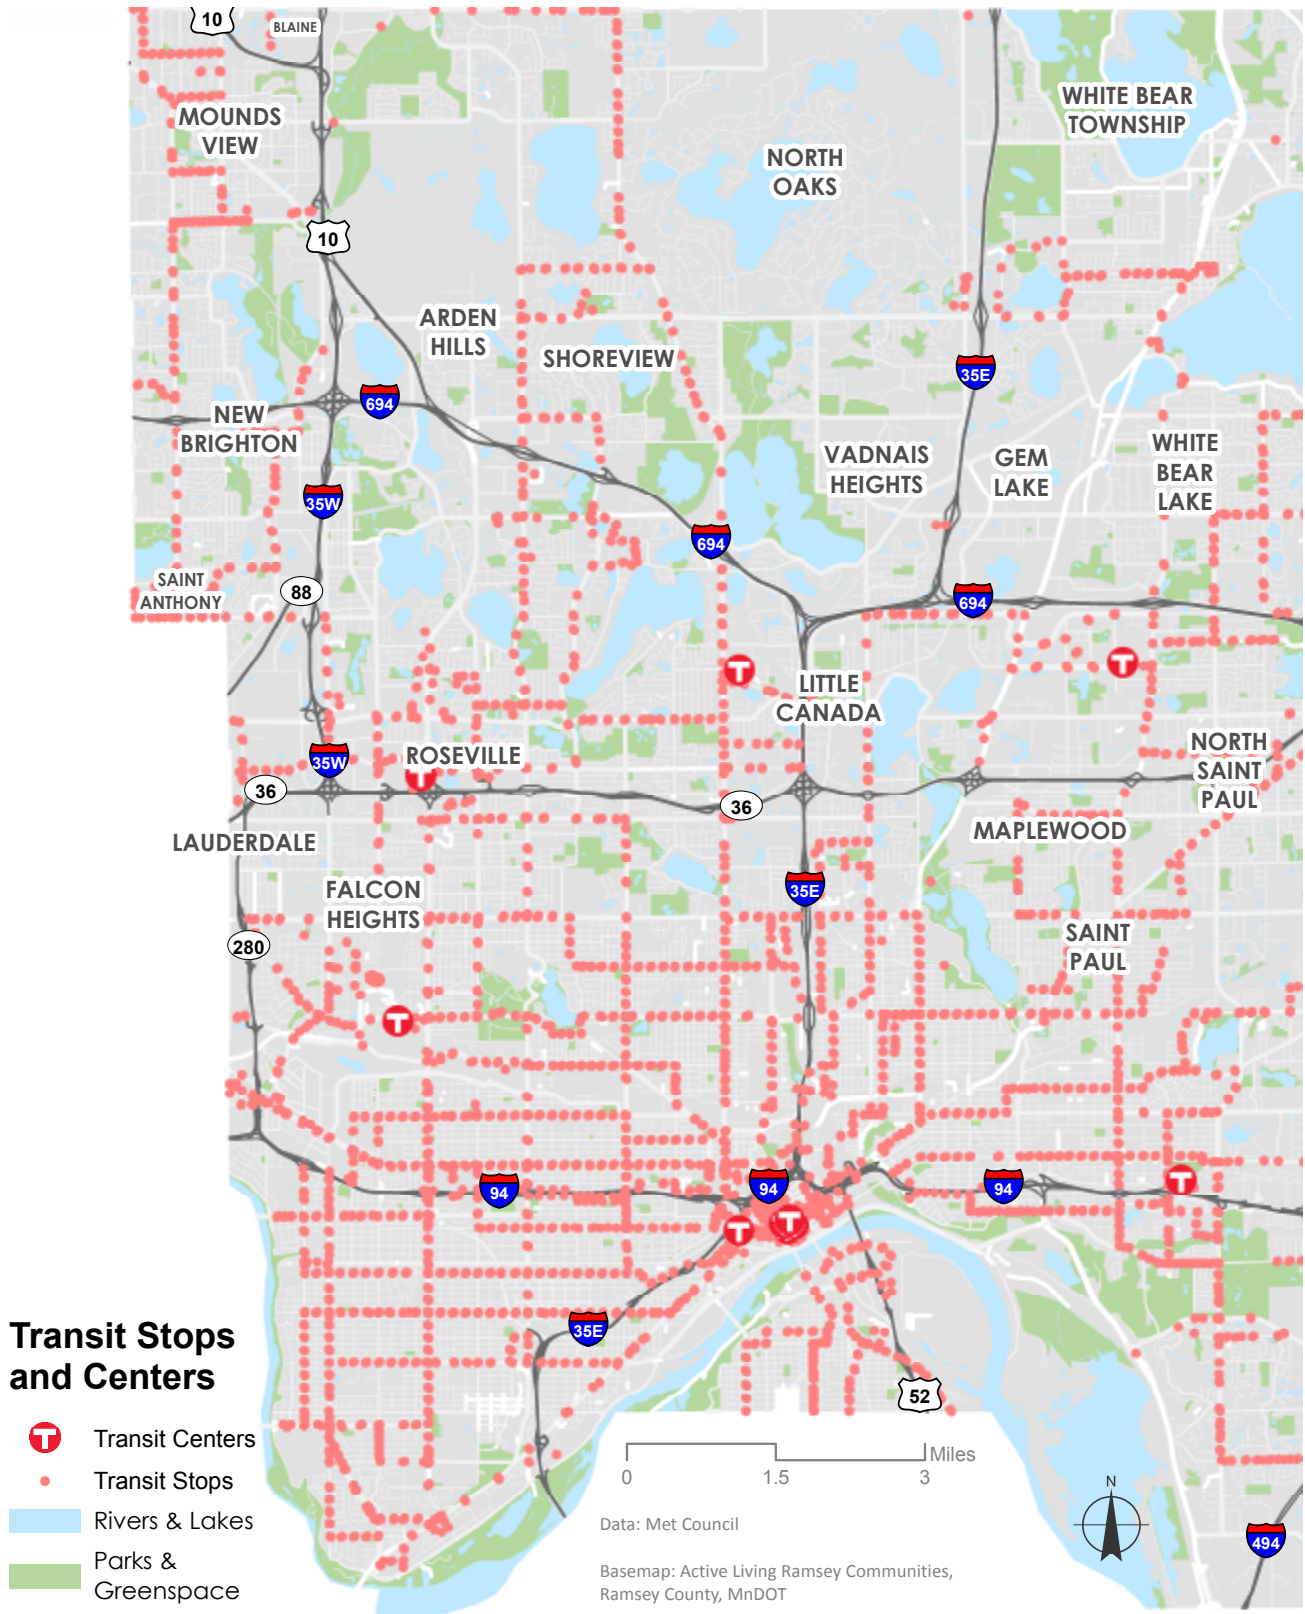 10
BLAINE
MOUNDS
VIEW
WHITE BEAR
TOWNSHIP
NORTH
OAKS
10
ARDEN
HILLS
SHOREVIEW
35E
694
NEW
BRIGHTON
VADNAIS
HEIGHTS
GEM
LAKE
WHITE
BEAR
LAKE
35W
694
SAINT
ANTHONY
88
694
T
T
LITTLE
CANADA
ROSEVILLE
T
35W
NORTH
SAINT
PAUL
36
36
LAUDERDALE
MAPLEWOOD
FALCON
HEIGHTS
35E
280
SAINT
PAUL
T
94
94
94
T
T
T
35E
52
Transit Stops
and Centers
T Transit Centers
Transit Stops
Rivers & Lakes
Parks &
Greenspace
Miles
0 1.5 3
Data: Met Council
Basemap: Active Living Ramsey Communities,
Ramsey County, MnDOT
N
494